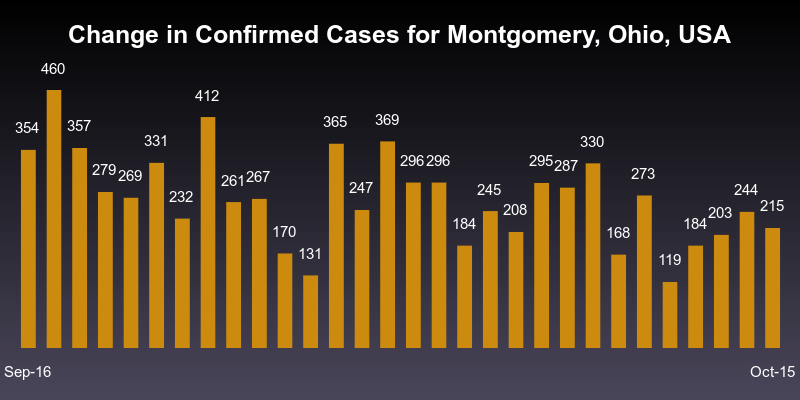 Change in Confirmed Cases for Montgomery, Ohio, USA
354 460 357 279 269 331 232 412 261 267 170 131 365 247 369 296 296 184 245 208 295 287 330 168 273 119 184 203 244 215
Sep-16 Oct-15